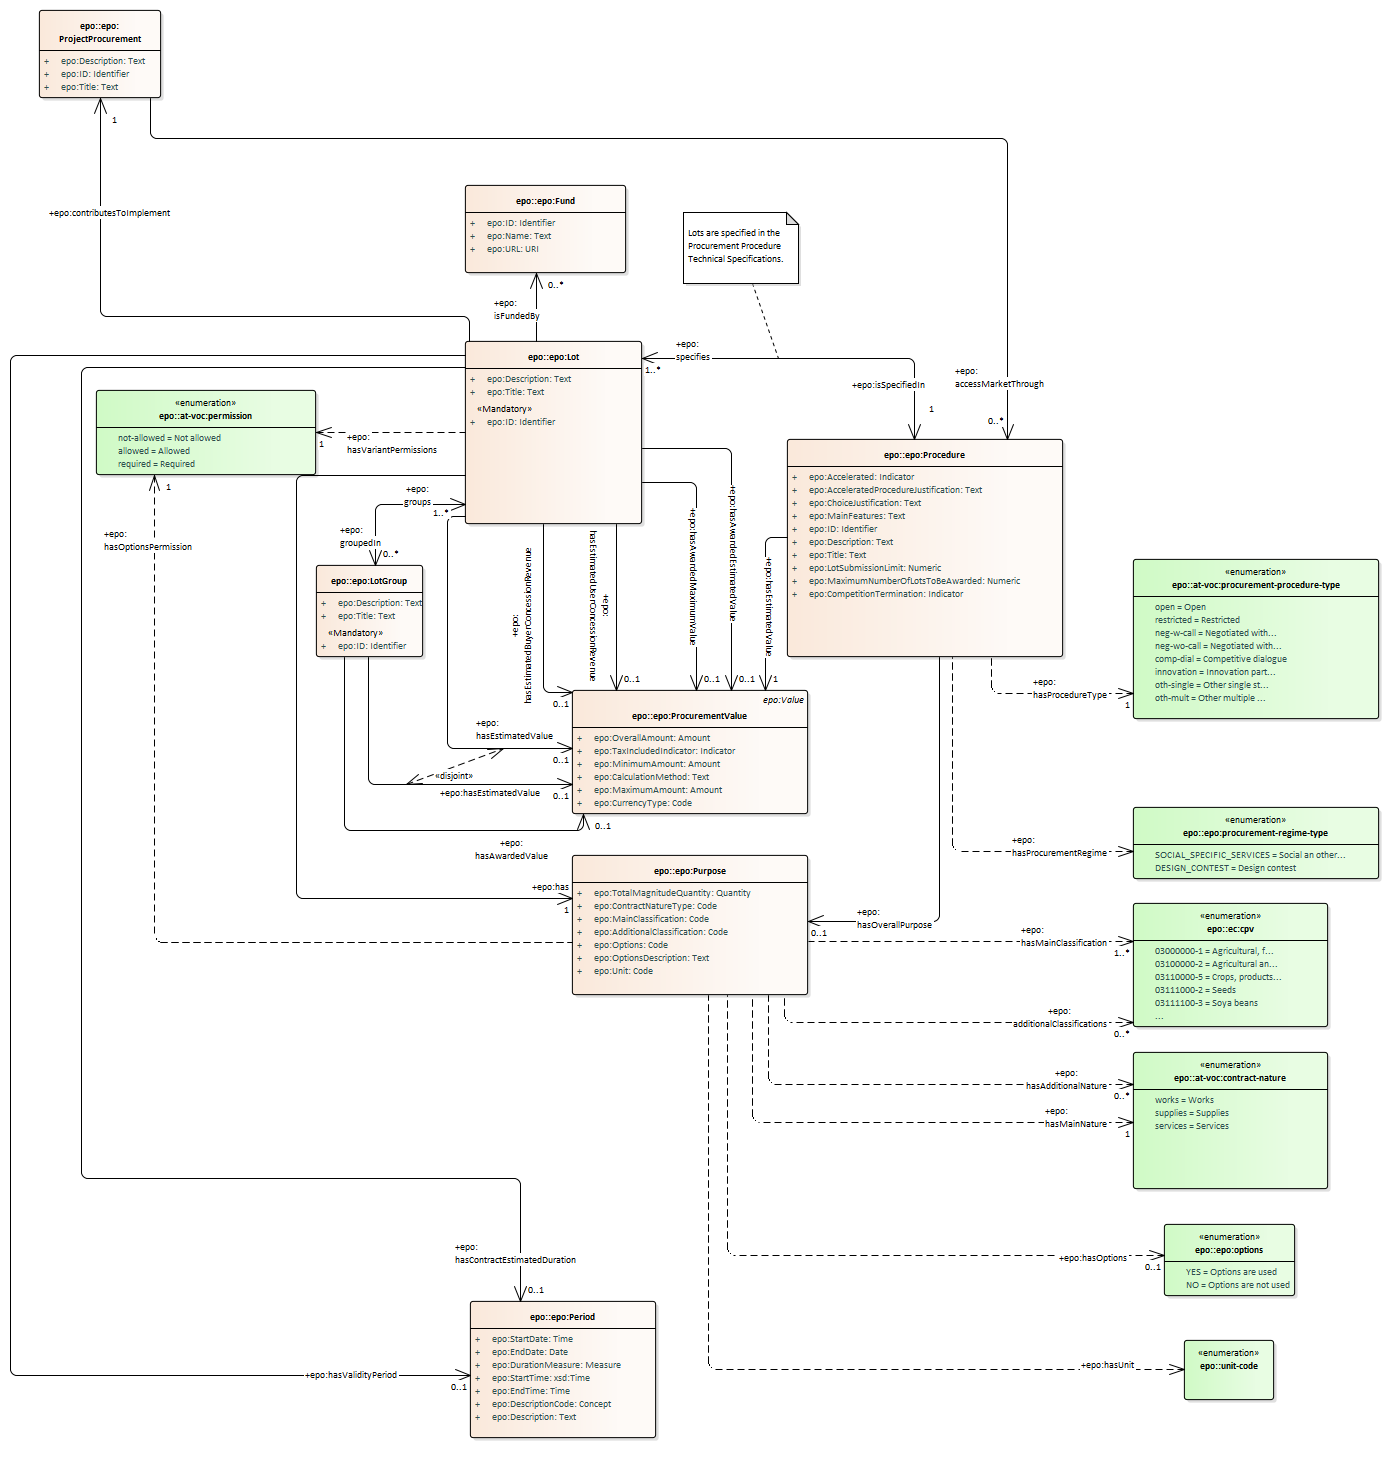 epo::epo:
ProjectProcurement
+ epo:Description: Text
+ epo:ID: Identifier
+ epo:Title: Text
1
+epo:contributesToImplement
epo::epo:Fund
+ epo:ID: Identifier
+ epo:Name: Text
+ epo:URL: URI
0..*
+epo:
isFundedBy
Lots are specified in the
Procurement Procedure
Technical Specifications.
epo::epo:Lot
+ epo:Description: Text
+ epo:Title: Text
«Mandatory»
+ epo:ID: Identifier
+epo:
specifies
1..*
+epo:isSpecifiedIn
1
+epo:
accessMarketThrough
0..*
«enumeration»
epo::at-voc:permission
not-allowed = Not allowed
allowed = Allowed
required = Required
1
+epo:
hasVariantPermissions
1
+epo:
hasOptionsPermission
+epo:
groups
1..*
+epo:
groupedIn
0..*
epo::epo:LotGroup
+ epo:Description: Text
+ epo:Title: Text
«Mandatory»
+ epo:ID: Identifier
epo::epo:Procedure
+ epo:Accelerated: Indicator
+ epo:AcceleratedProcedureJustification: Text
+ epo:ChoiceJustification: Text
+ epo:MainFeatures: Text
+ epo:ID: Identifier
+ epo:Description: Text
+ epo:Title: Text
+ epo:LotSubmissionLimit: Numeric
+ epo:MaximumNumberOfLotsToBeAwarded: Numeric
+ epo:CompetitionTermination: Indicator
+epo:
hasEstimatedBuyerConcessionRevenue
0..1
+epo:
hasEstimatedUserConcessionRevenue
0..1
+epo:hasAwardedMaximumValue
0..1
+epo:hasAwardedEstimatedValue
0..1
+epo:hasEstimatedValue
1
«enumeration»
epo::at-voc:procurement-procedure-type
open = Open
restricted = Restricted
neg-w-call = Negotiated with...
neg-wo-call = Negotiated with...
comp-dial = Competitive dialogue
innovation = Innovation part...
oth-single = Other single st...
oth-mult = Other multiple ...
+epo:
hasProcedureType
1
epo:Value
epo::epo:ProcurementValue
+ epo:OverallAmount: Amount
+ epo:TaxIncludedIndicator: Indicator
+ epo:MinimumAmount: Amount
+ epo:CalculationMethod: Text
+ epo:MaximumAmount: Amount
+ epo:CurrencyType: Code
+epo:
hasEstimatedValue
0..1
«disjoint»
+epo:hasEstimatedValue
0..1
0..1
+epo:
hasAwardedValue
«enumeration»
epo::epo:procurement-regime-type
SOCIAL_SPECIFIC_SERVICES = Social an other...
DESIGN_CONTEST = Design contest
+epo:
hasProcurementRegime
epo::epo:Purpose
+ epo:TotalMagnitudeQuantity: Quantity
+ epo:ContractNatureType: Code
+ epo:MainClassification: Code
+ epo:AdditionalClassification: Code
+ epo:Options: Code
+ epo:OptionsDescription: Text
+ epo:Unit: Code
+epo:has
1
+epo:
hasOverallPurpose
0..1
«enumeration»
epo::ec:cpv
03000000-1 = Agricultural, f...
03100000-2 = Agricultural an...
03110000-5 = Crops, products...
03111000-2 = Seeds
03111100-3 = Soya beans
...
+epo:
hasMainClassification
1..*
+epo:
additionalClassifications
0..*
«enumeration»
epo::at-voc:contract-nature
works = Works
supplies = Supplies
services = Services
+epo:
hasAdditionalNature
0..*
+epo:
hasMainNature
1
«enumeration»
epo::epo:options
YES = Options are used
NO = Options are not used
+epo:hasOptions
0..1
«enumeration»
epo::unit-code
+epo:hasUnit
+epo:
hasContractEstimatedDuration
0..1
epo::epo:Period
+ epo:StartDate: Time
+ epo:EndDate: Date
+ epo:DurationMeasure: Measure
+ epo:StartTime: xsd:Time
+ epo:EndTime: Time
+ epo:DescriptionCode: Concept
+ epo:Description: Text
+epo:hasValidityPeriod
0..1